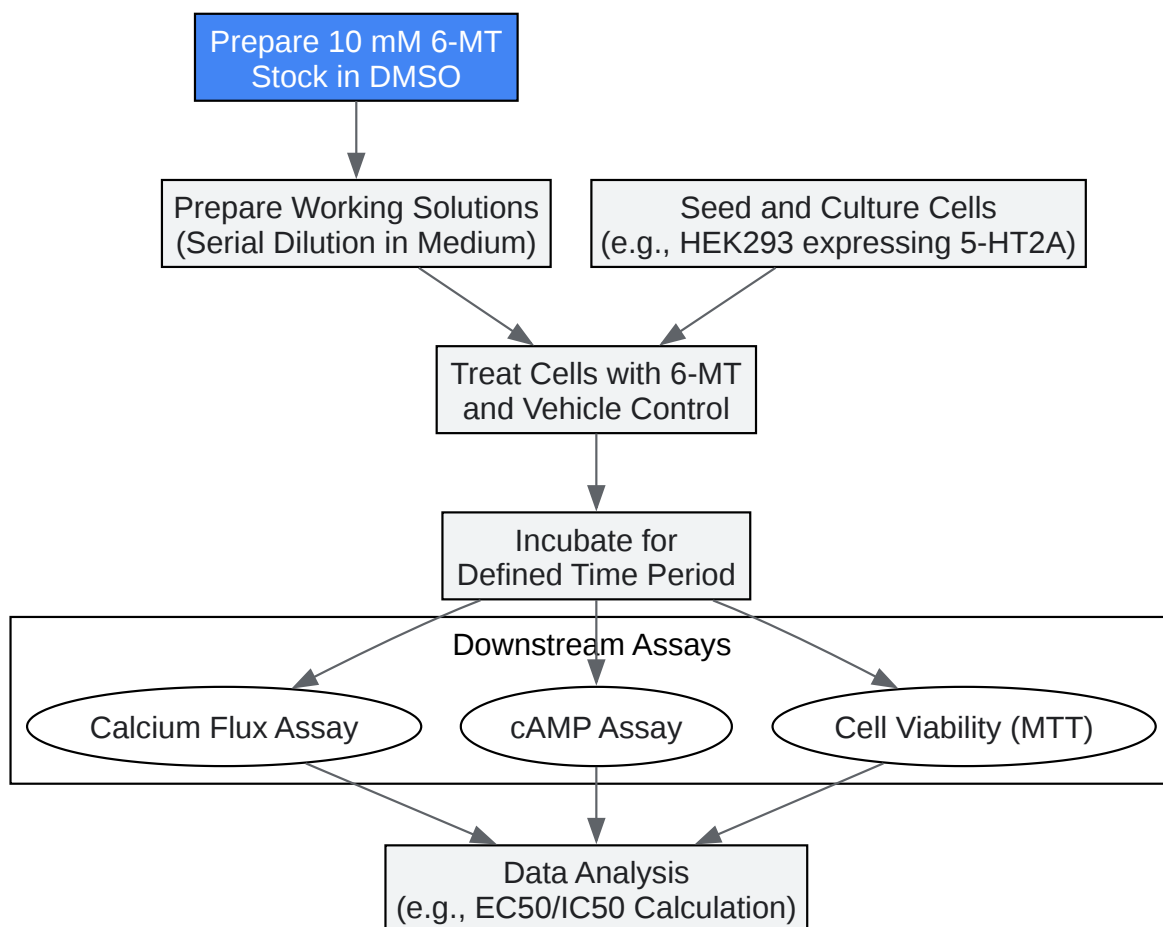 Prepare 10 mM 6-MT
Stock in DMSO
Prepare Working Solutions
(Serial Dilution in Medium)
Seed and Culture Cells
(e.g., HEK293 expressing 5-HT2A)
Treat Cells with 6-MT
and Vehicle Control
Incubate for
Defined Time Period
Downstream Assays
Calcium Flux Assay
cAMP Assay
Cell Viability (MTT)
Data Analysis
(e.g., EC50/IC50 Calculation)